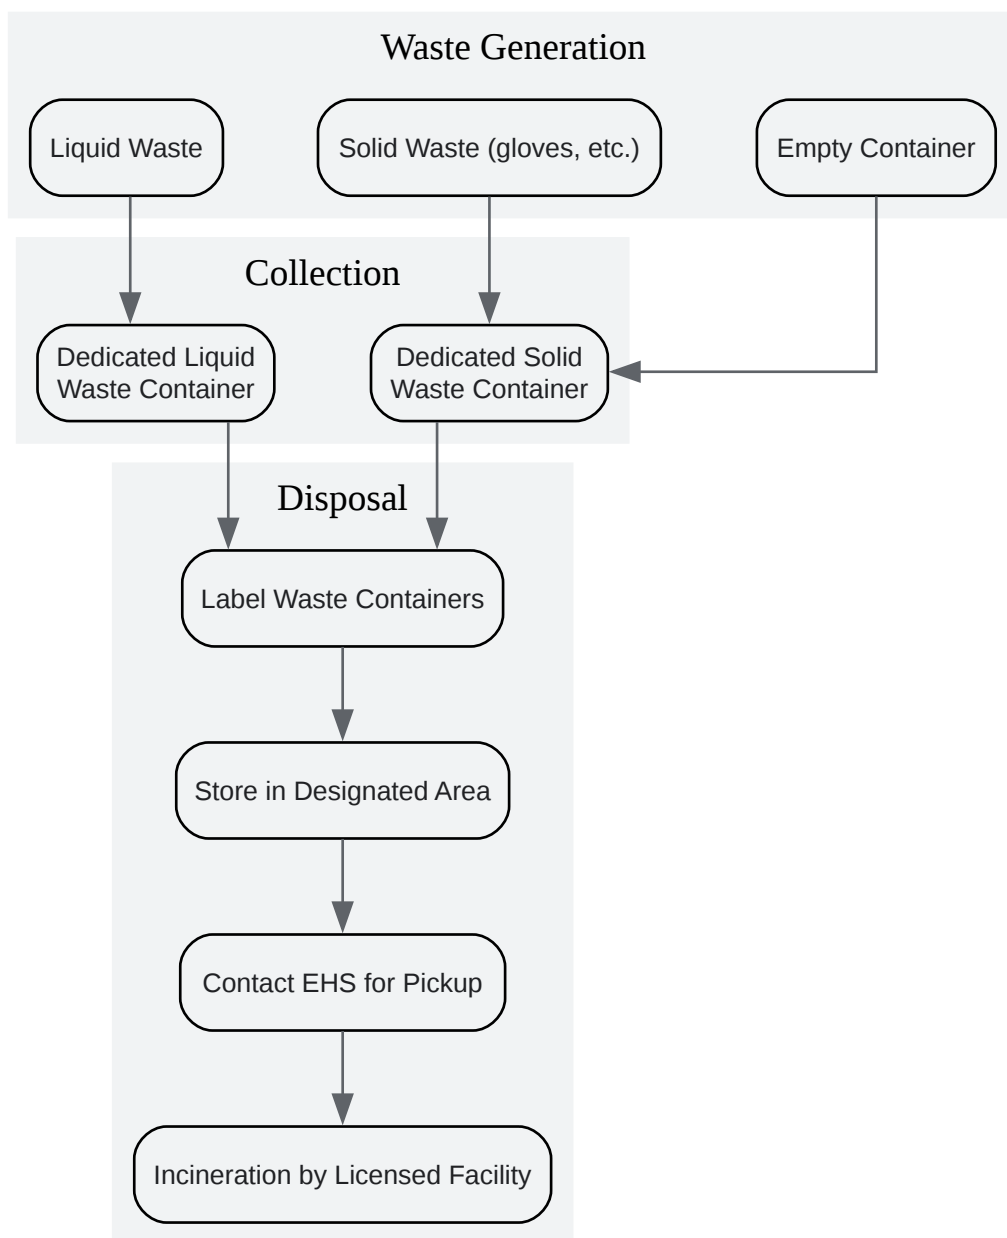 Waste Generation
Liquid Waste
Solid Waste (gloves, etc.)
Empty Container
Collection
Dedicated Liquid
Waste Container
Dedicated Solid
Waste Container
Disposal
Label Waste Containers
Store in Designated Area
Contact EHS for Pickup
Incineration by Licensed Facility